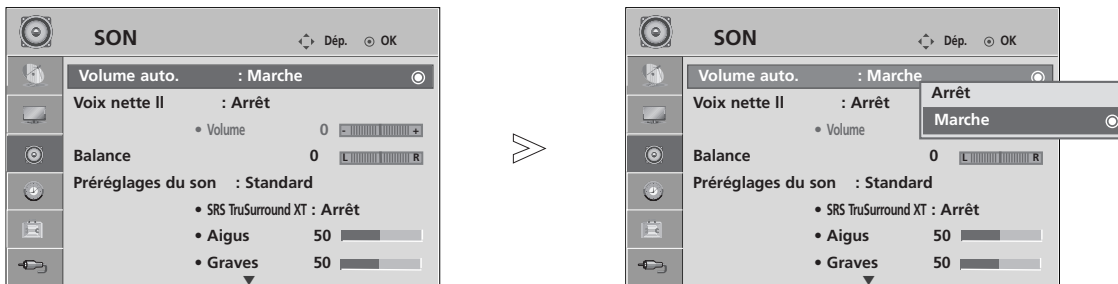 SON Dép. OK
Volume auto. : Marche
Voix nette ll : Arrêt
• Volume 0 - +
Balance 0 L R
Préréglages du son : Standard
• SRS TruSurround XT : Arrêt
• Aigus 50
• Graves 50
SON Dép. OK
Volume auto. : Marche
Arrêt
Marche
Voix nette ll : Arrêt
• Volume 0
Balance 0 L R
Préréglages du son : Standard
• SRS TruSurround XT : Arrêt
• Aigus 50
• Graves 50